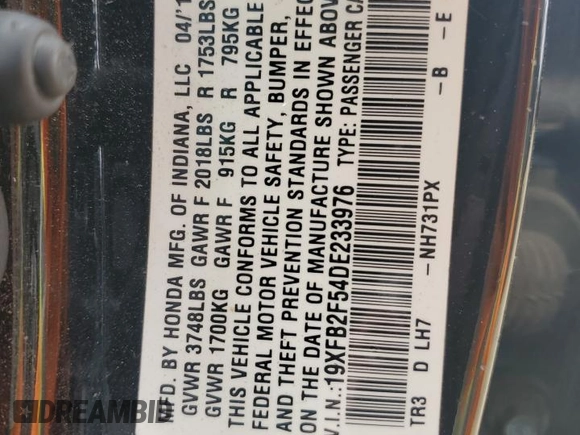 MFD. BY HONDA MFG. OF INDIANA, LLC 04/1
GVWR 3748LBS GAWR F 2018LBS R 1753LBS
GVWR 1700KG GAWR F 915KG R 795KG
THIS VEHICLE CONFORMS TO ALL APPLICABLE
FEDERAL MOTOR VEHICLE SAFETY, BUMPER,
AND THEFT PREVENTION STANDARDS IN EFFEC
ON THE DATE OF MANUFACTURE SHOWN ABOV
V.I.N.:19XFB2F54DE233976 TYPE: PASSENGER CA
TR3 D LH7 -NH731PX -B -E
DREAMBID